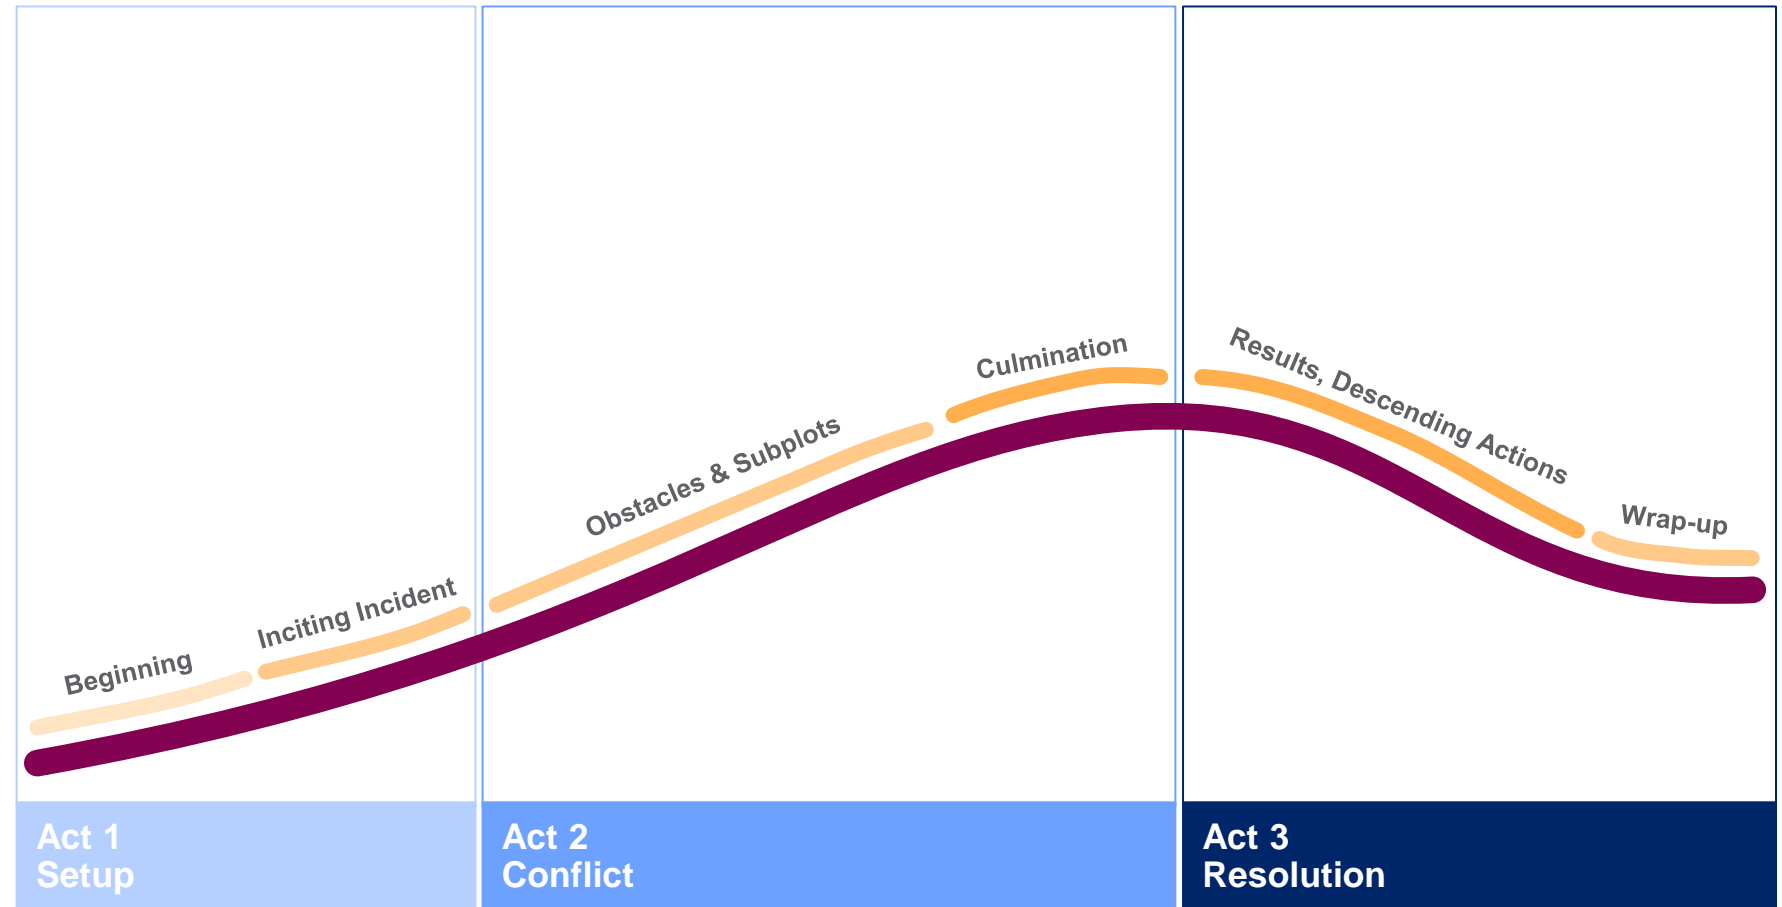 Beginning
Inciting Incident
Obstacles & Subplots
Culmination
Results, Descending Actions
Wrap-up
Act 1
Setup
Act 2
Conflict
Act 3
Resolution